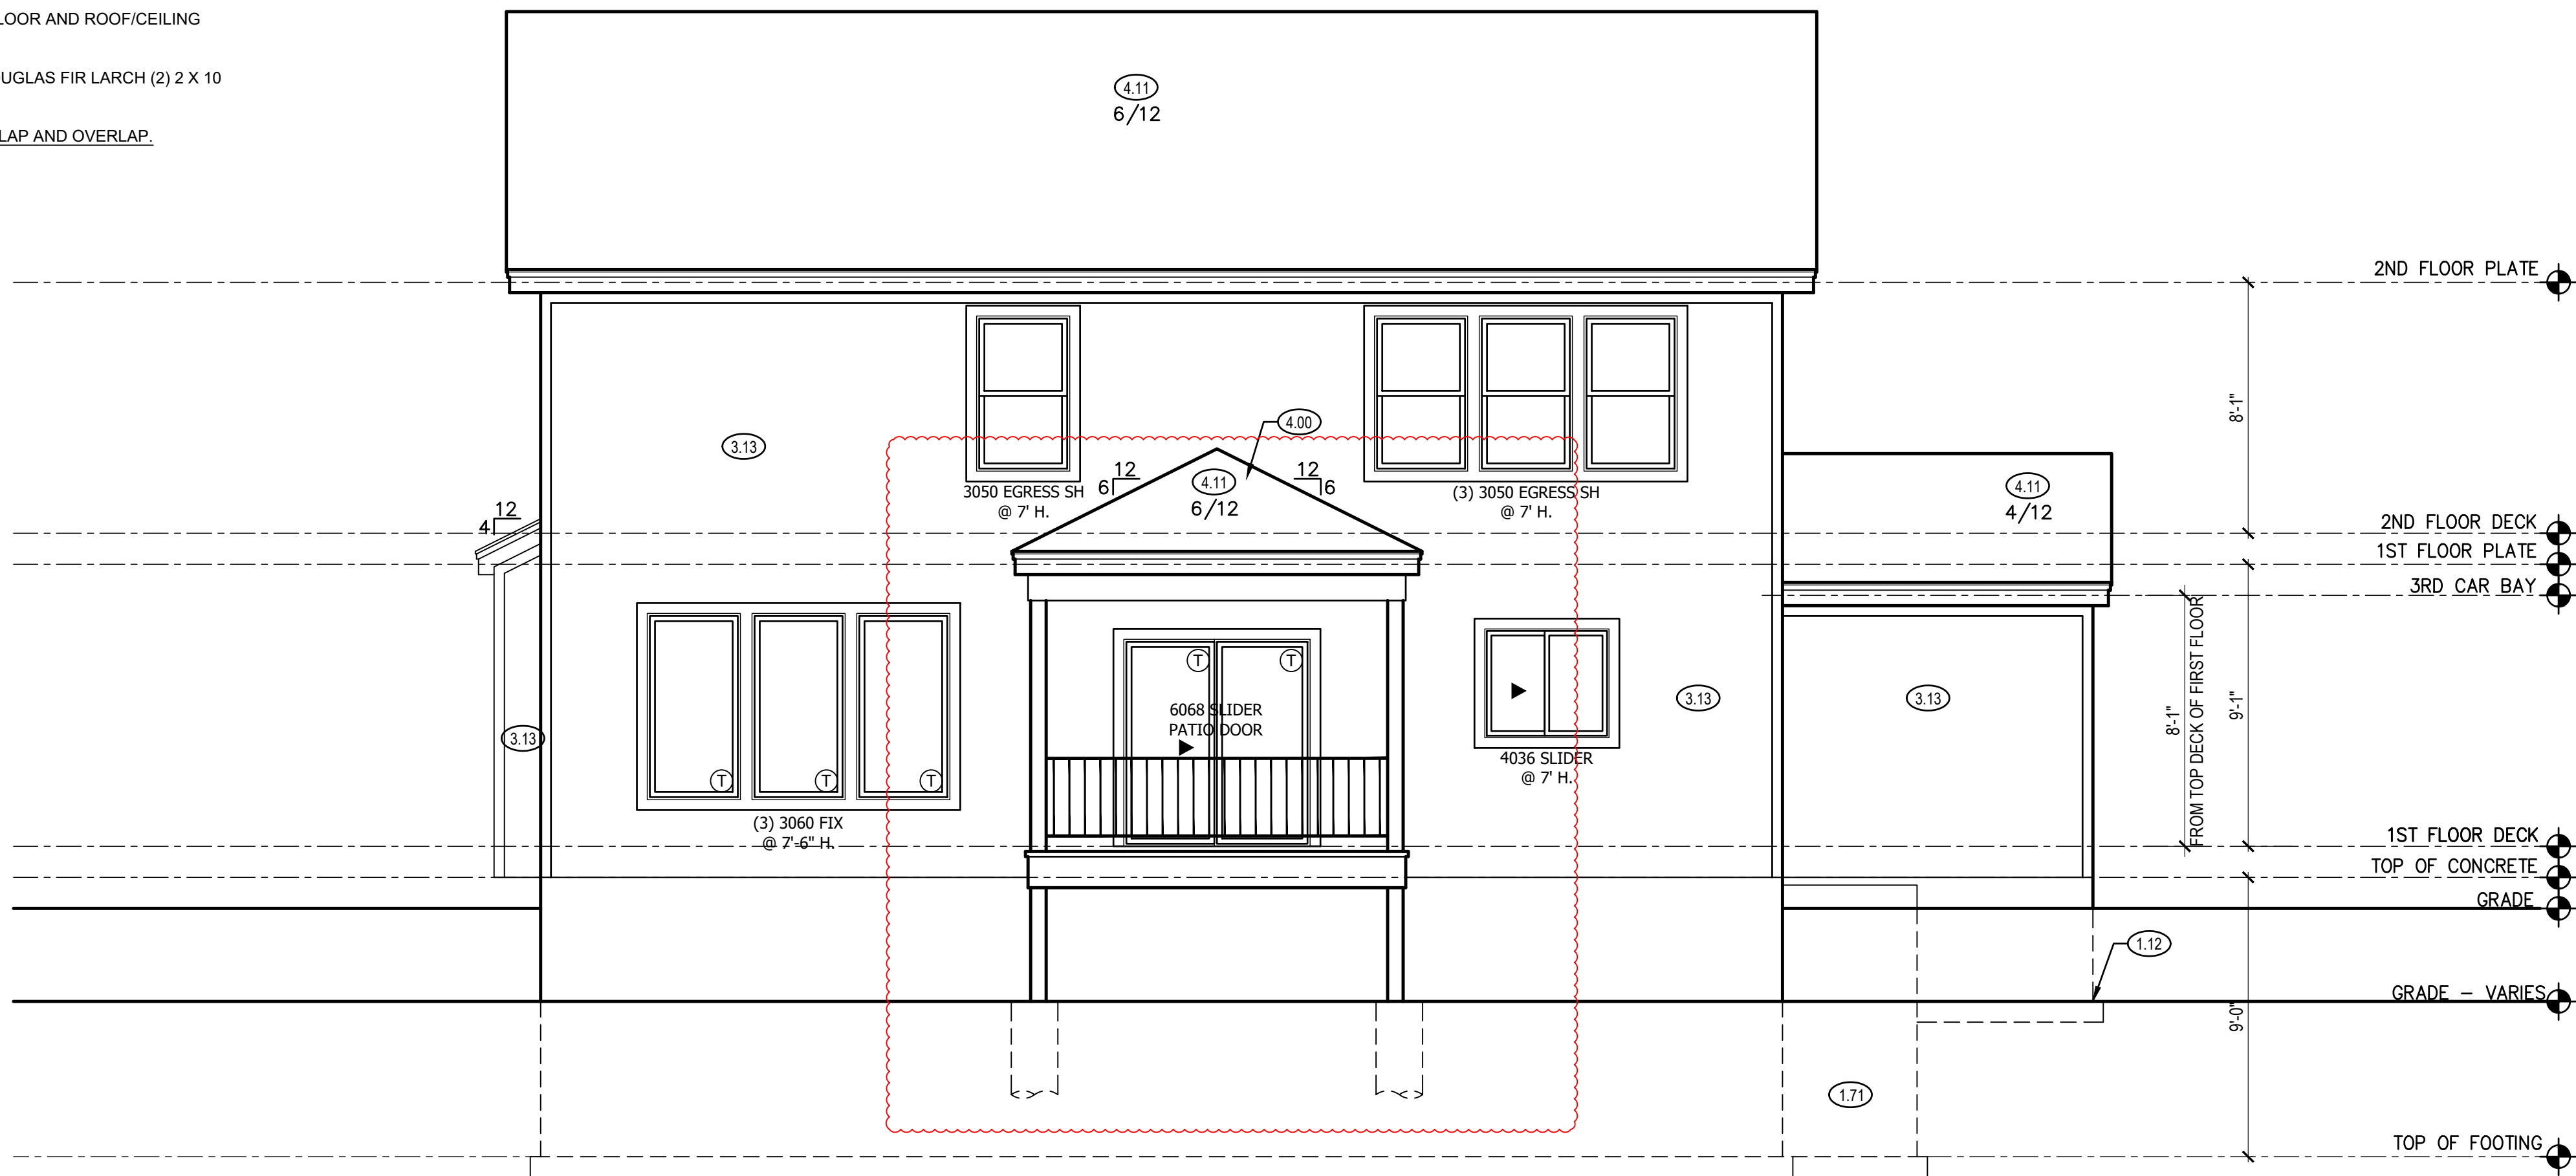 LOOR AND ROOF/CEILING
UGLAS FIR LARCH (2) 2 X 10
LAP AND OVERLAP.
4.11
6/12
2ND FLOOR PLATE
8'-1"
4.00
3.13
12
6
4.11
6/12
12
6
3050 EGRESS SH
@ 7' H.
(3) 3050 EGRESS SH
@ 7' H.
4.11
4/12
12
4
2ND FLOOR DECK
1ST FLOOR PLATE
3RD CAR BAY
T
T
6068 SLIDER
PATIO DOOR
3.13
3.13
3.13
8'-1"
FROM TOP DECK OF FIRST FLOOR
9'-1"
4036 SLIDER
@ 7' H.
T
T
T
(3) 3060 FIX
@ 7'-6" H.
1ST FLOOR DECK
TOP OF CONCRETE
GRADE
1.12
GRADE - VARIES
9'-0"
1.71
TOP OF FOOTING